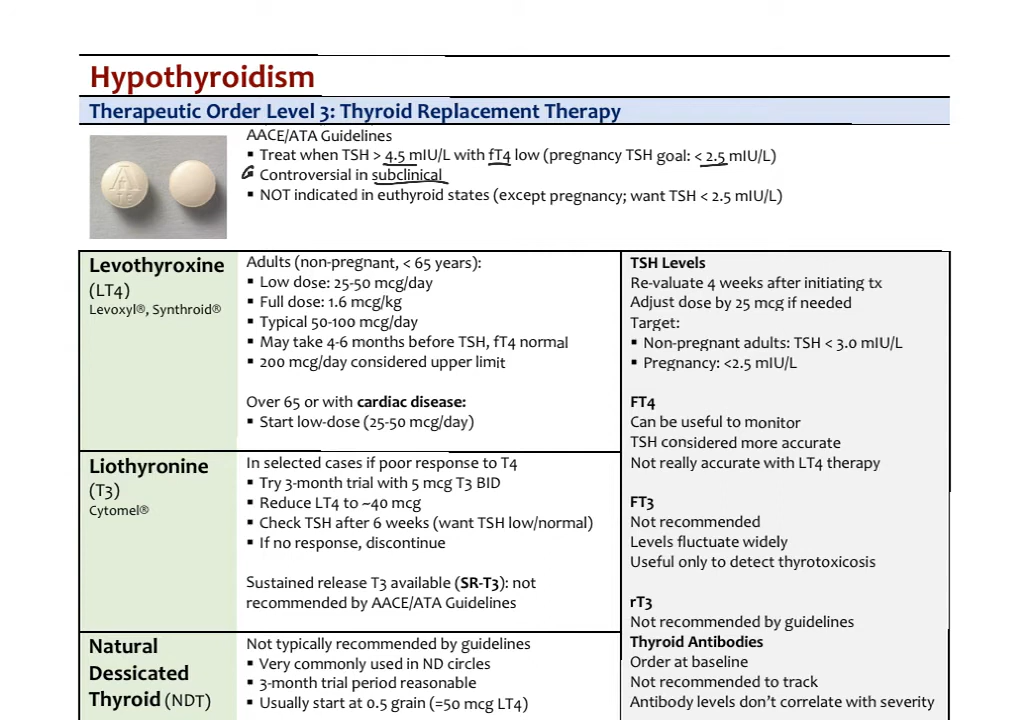 Hypothyroidism
Therapeutic Order Level 3: Thyroid Replacement Therapy
AACE/ATA Guidelines
▪ Treat when TSH > 4.5 mIU/L with fT4 low (pregnancy TSH goal: < 2.5 mIU/L)
Controversial in subclinical
▪ NOT indicated in euthyroid states (except pregnancy; want TSH < 2.5 mIU/L)
Levothyroxine
(LT4)
Levoxyl®, Synthroid®
Adults (non-pregnant, < 65 years):
▪ Low dose: 25-50 mcg/day
▪ Full dose: 1.6 mcg/kg
▪ Typical 50-100 mcg/day
▪ May take 4-6 months before TSH, fT4 normal
▪ 200 mcg/day considered upper limit
Over 65 or with cardiac disease:
▪ Start low-dose (25-50 mcg/day)
Liothyronine
(T3)
Cytomel®
In selected cases if poor response to T4
▪ Try 3-month trial with 5 mcg T3 BID
▪ Reduce LT4 to ~40 mcg
▪ Check TSH after 6 weeks (want TSH low/normal)
▪ If no response, discontinue
Sustained release T3 available (SR-T3): not
recommended by AACE/ATA Guidelines
Natural
Dessicated
Thyroid (NDT)
Not typically recommended by guidelines
▪ Very commonly used in ND circles
▪ 3-month trial period reasonable
▪ Usually start at 0.5 grain (=50 mcg LT4)
TSH Levels
Re-valuate 4 weeks after initiating tx
Adjust dose by 25 mcg if needed
Target:
▪ Non-pregnant adults: TSH < 3.0 mIU/L
▪ Pregnancy: <2.5 mIU/L
FT4
Can be useful to monitor
TSH considered more accurate
Not really accurate with LT4 therapy
FT3
Not recommended
Levels fluctuate widely
Useful only to detect thyrotoxicosis
rT3
Not recommended by guidelines
Thyroid Antibodies
Order at baseline
Not recommended to track
Antibody levels don't correlate with severity